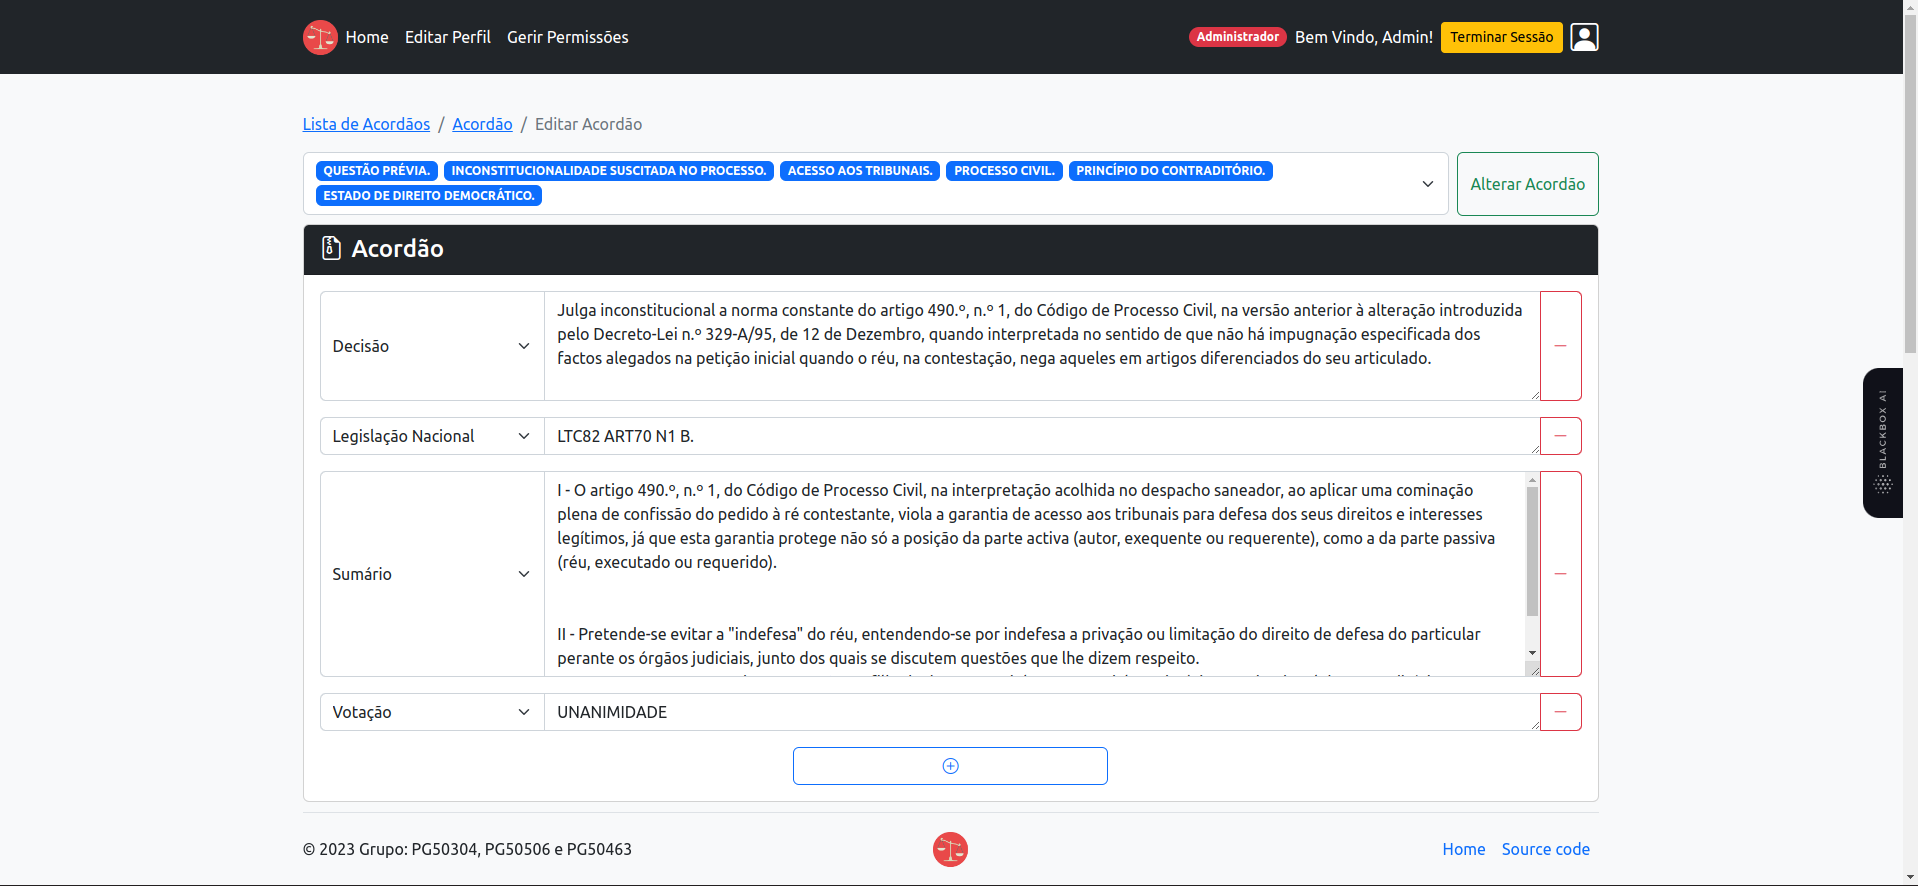 Home Editar Perfil Gerir Permissões Administrador Bem Vindo, Admin! Terminar Sessão
Lista de Acordãos / Acordão / Editar Acordão
QUESTÃO PRÉVIA. INCONSTITUCIONALIDADE SUSCITADA NO PROCESSO. ACESSO AOS TRIBUNAIS. PROCESSO CIVIL. PRINCÍPIO DO CONTRADITÓRIO.
ESTADO DE DIREITO DEMOCRÁTICO.
Alterar Acordão
Acordão
Decisão
Julga inconstitucional a norma constante do artigo 490.º, n.º 1, do Código de Processo Civil, na versão anterior à alteração introduzida
pelo Decreto-Lei n.º 329-A/95, de 12 de Dezembro, quando interpretada no sentido de que não há impugnação especificada dos
factos alegados na petição inicial quando o réu, na contestação, nega aqueles em artigos diferenciados do seu articulado.
Legislação Nacional
LTC82 ART70 N1 B.
Sumário
I - O artigo 490.º, n.º 1, do Código de Processo Civil, na interpretação acolhida no despacho saneador, ao aplicar uma cominação
plena de confissão do pedido à ré contestante, viola a garantia de acesso aos tribunais para defesa dos seus direitos e interesses
legítimos, já que esta garantia protege não só a posição da parte activa (autor, exequente ou requerente), como a da parte passiva
(réu, executado ou requerido).
II - Pretende-se evitar a "indefesa" do réu, entendendo-se por indefesa a privação ou limitação do direito de defesa do particular
perante os órgãos judiciais, junto dos quais se discutem questões que lhe dizem respeito.
Votação
UNANIMIDADE
BLACKBOX AI
© 2023 Grupo: PG50304, PG50506 e PG50463
Home Source code